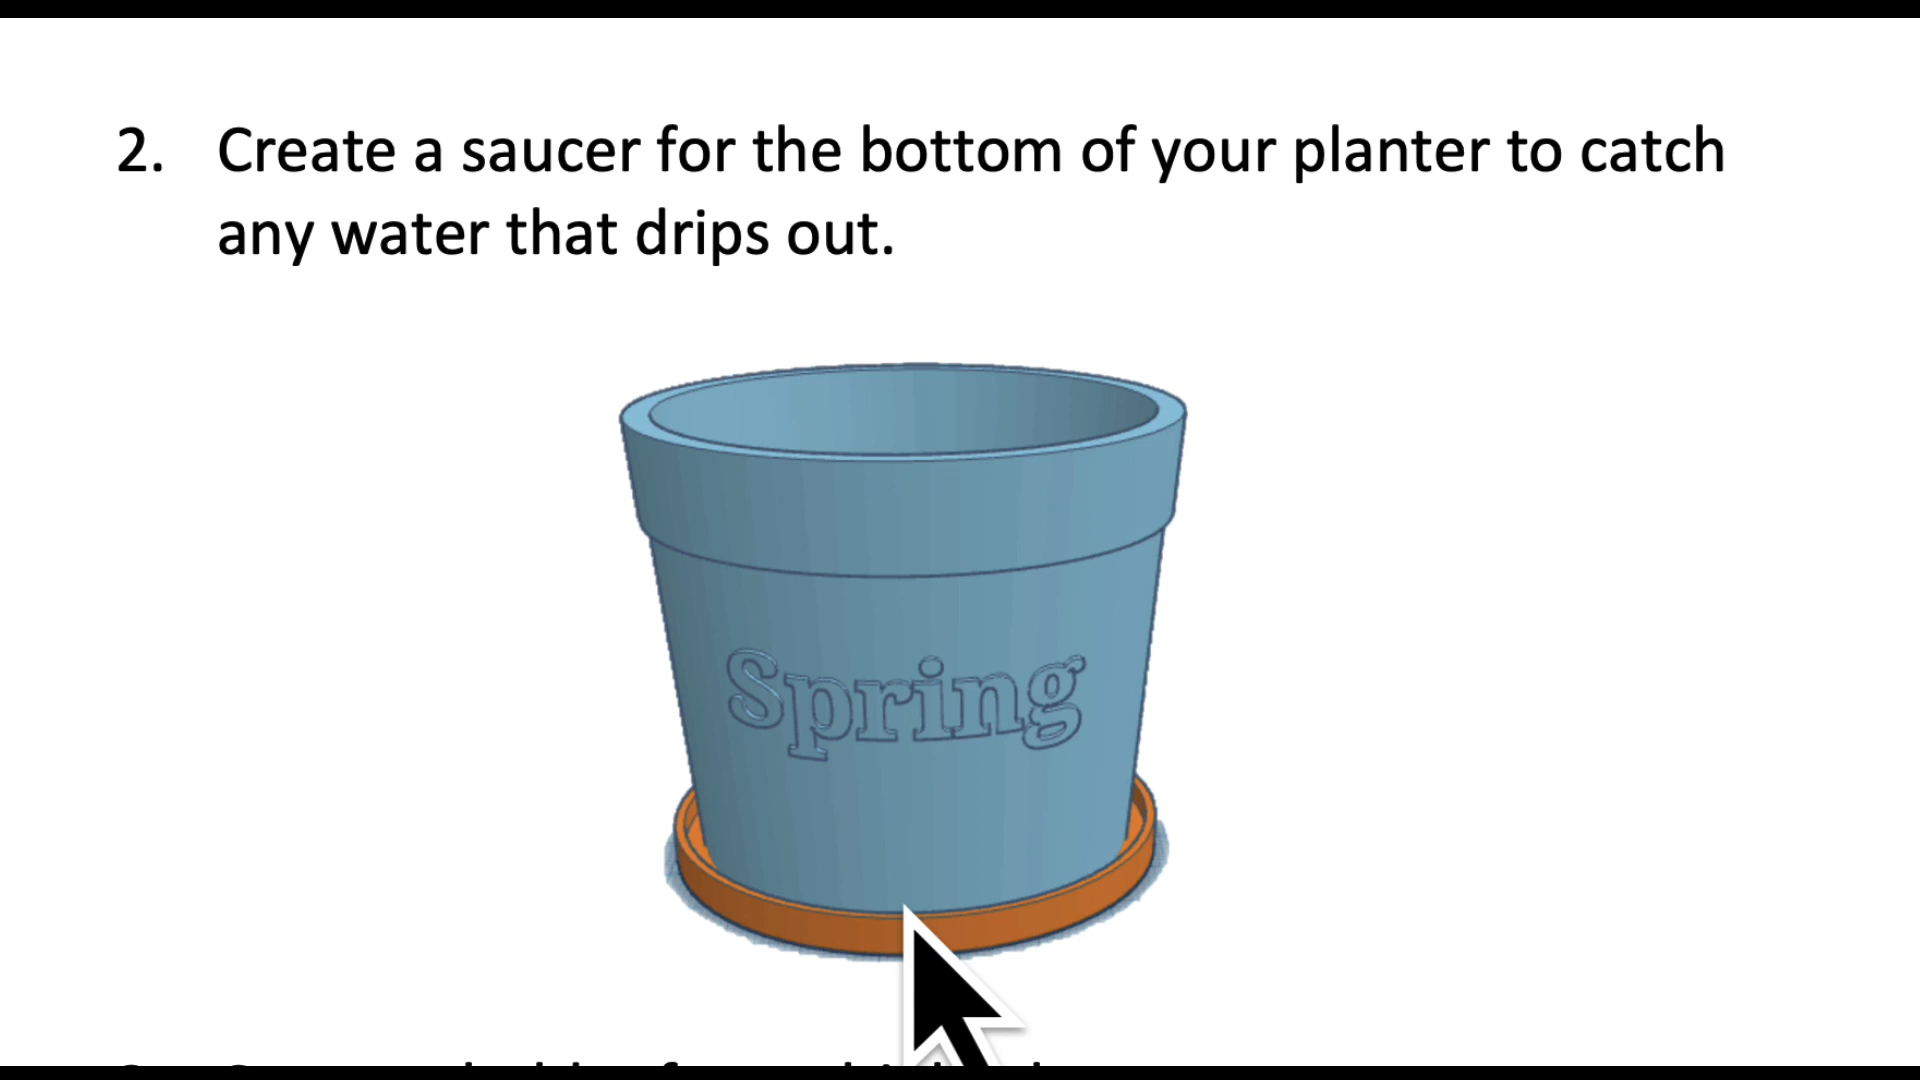 2. Create a saucer for the bottom of your planter to catch
any water that drips out.
Spring